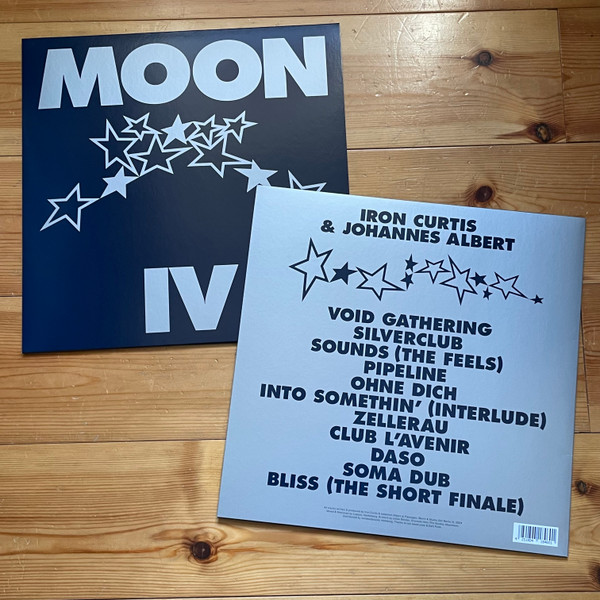 MOON
IV
IRON CURTIS
& JOHANNES ALBERT
VOID GATHERING
SILVERCLUB
SOUNDS (THE FEELS)
PIPELINE
OHNE DICH
INTO SOMETHIN' (INTERLUDE)
ZELLERAU
CLUB L'AVENIR
DASO
SOMA DUB
BLISS (THE SHORT FINALE)